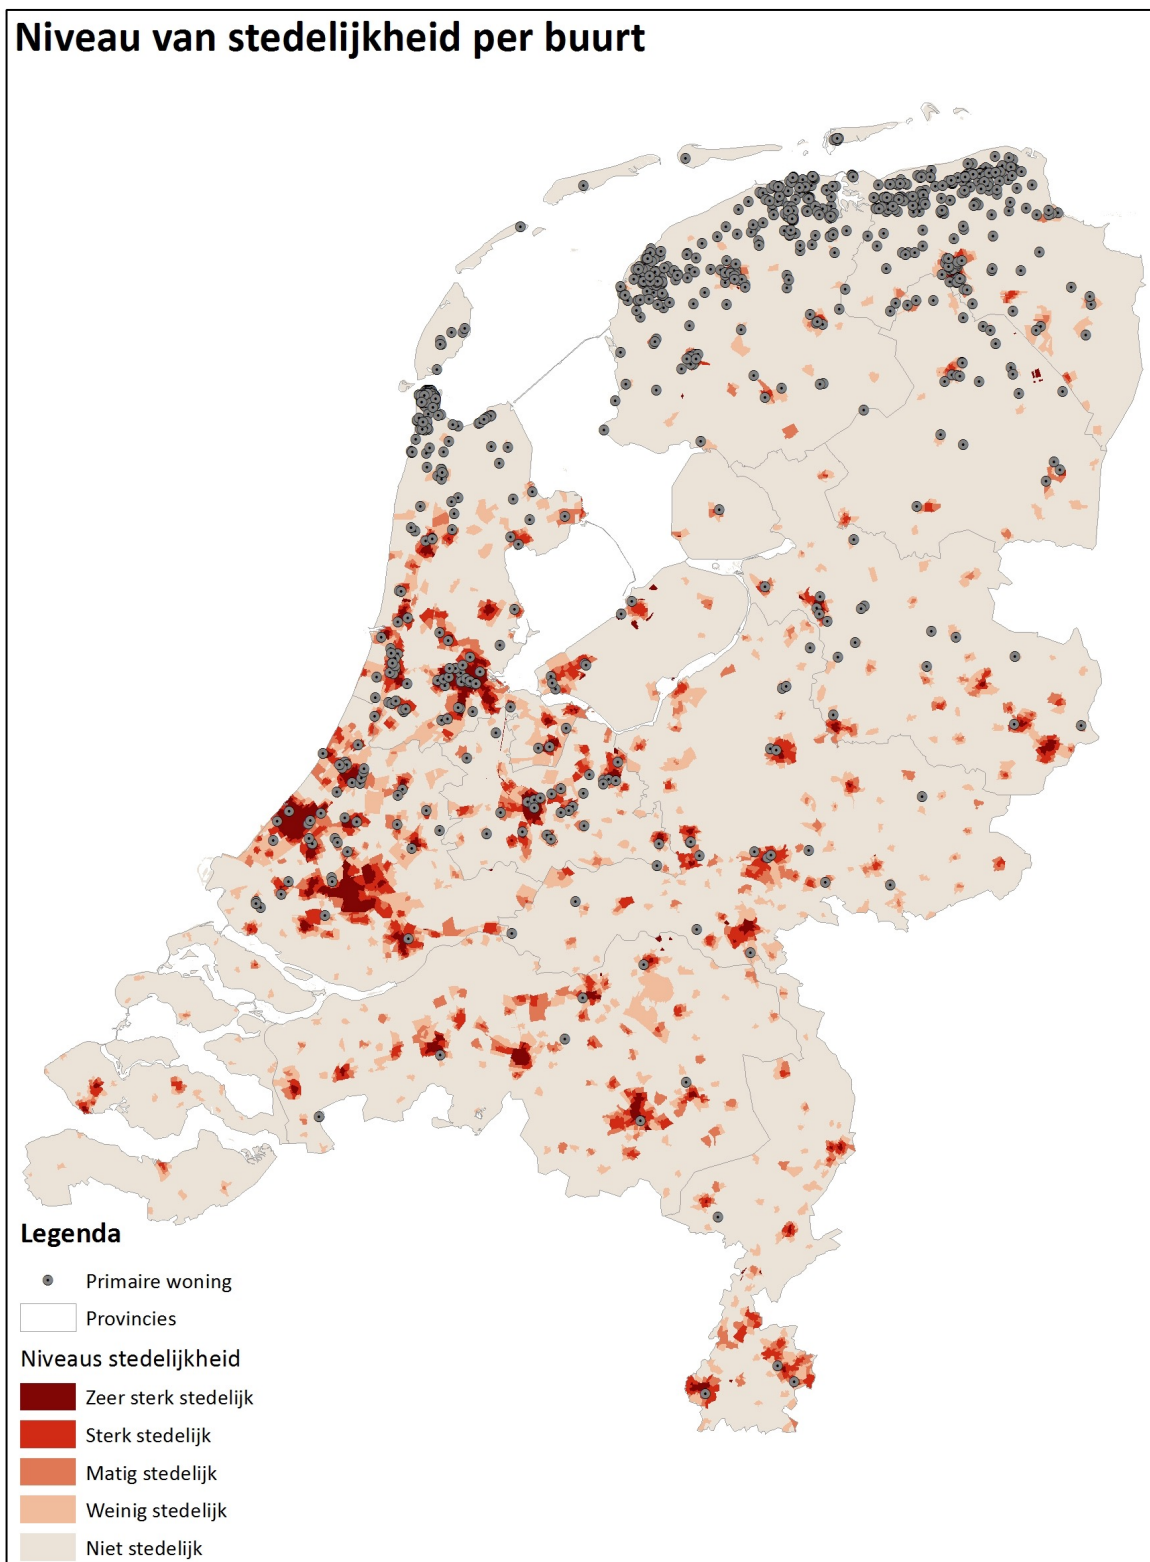 Niveau van stedelijkheid per buurt
Legenda
Primaire woning
Provincies
Niveaus stedelijkheid
Zeer sterk stedelijk
Sterk stedelijk
Matig stedelijk
Weinig stedelijk
Niet stedelijk